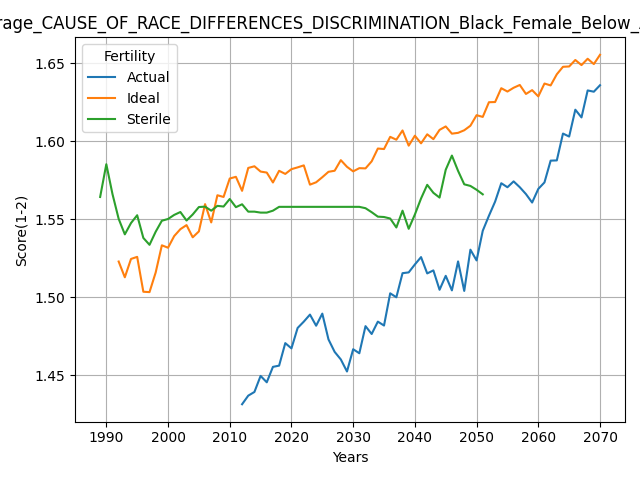 rage_CAUSE_OF_RACE_DIFFERENCES_DISCRIMINATION_Black_Female_Below_
Fertility
Actual
Ideal
Sterile
1.65
1.60
1.55
1.50
1.45
Score(1-2)
1990 2000 2010 2020 2030 2040 2050 2060 2070
Years